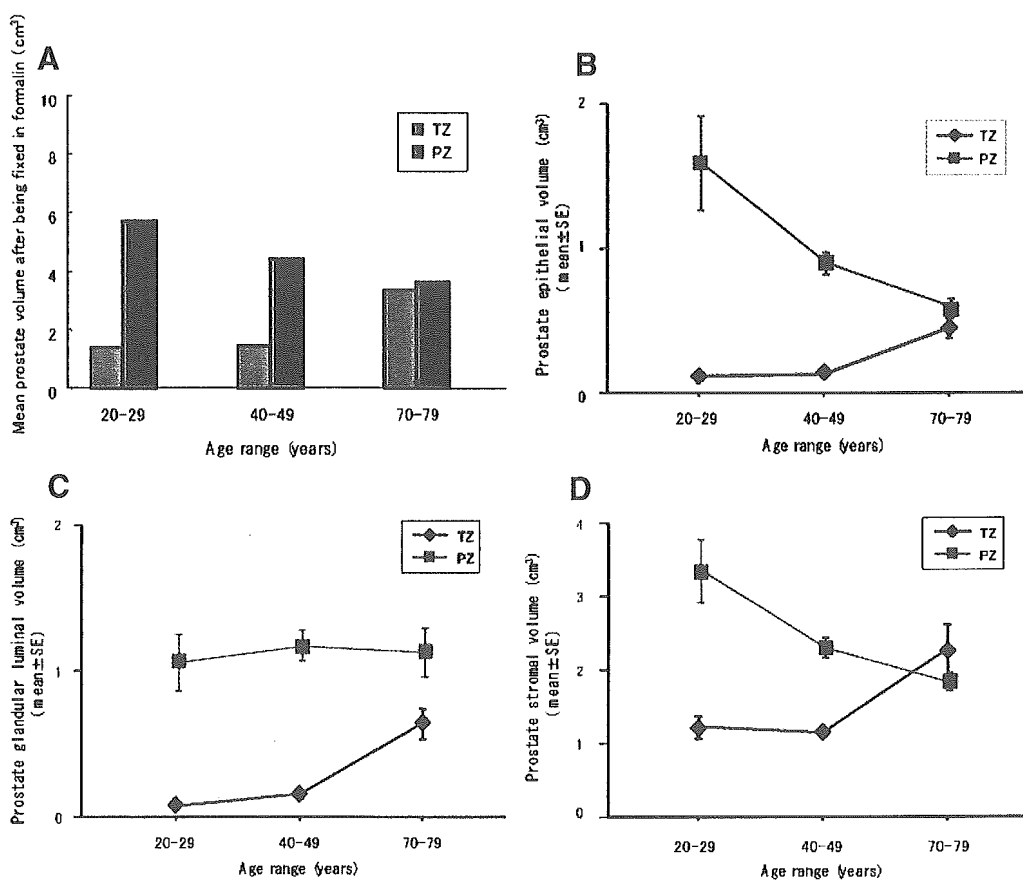 A
Mean prostate volume after being fixed in formalin (cm³)
10
8
6
4
2
0
TZ
PZ
20-29
40-49
70-79
Age range (years)
B
Prostate epithelial volume (cm³)
(mean±SE)
2
1
0
TZ
PZ
20-29
40-49
70-79
Age range (years)
C
Prostate glandular luminal volume (cm³)
(mean±SE)
2
1
0
TZ
PZ
20-29
40-49
70-79
Age range (years)
D
Prostate stromal volume (cm³)
(mean±SE)
4
3
2
1
0
TZ
PZ
20-29
40-49
70-79
Age range (years)